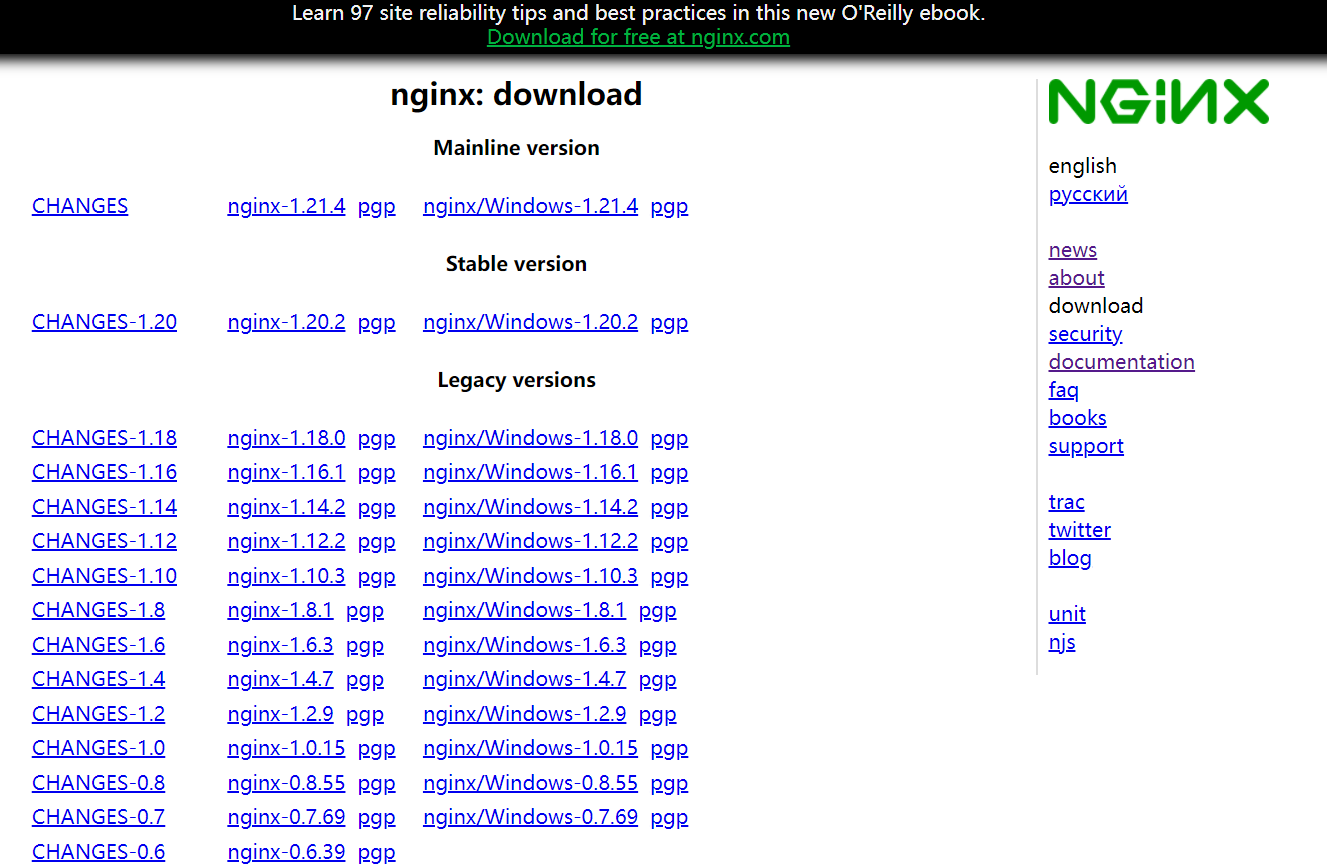 Learn 97 site reliability tips and best practices in this new O'Reilly ebook.
Download for free at nginx.com
nginx: download
Mainline version
CHANGES nginx-1.21.4 pgp nginx/Windows-1.21.4 pgp
Stable version
CHANGES-1.20 nginx-1.20.2 pgp nginx/Windows-1.20.2 pgp
Legacy versions
CHANGES-1.18 nginx-1.18.0 pgp nginx/Windows-1.18.0 pgp
CHANGES-1.16 nginx-1.16.1 pgp nginx/Windows-1.16.1 pgp
CHANGES-1.14 nginx-1.14.2 pgp nginx/Windows-1.14.2 pgp
CHANGES-1.12 nginx-1.12.2 pgp nginx/Windows-1.12.2 pgp
CHANGES-1.10 nginx-1.10.3 pgp nginx/Windows-1.10.3 pgp
CHANGES-1.8 nginx-1.8.1 pgp nginx/Windows-1.8.1 pgp
CHANGES-1.6 nginx-1.6.3 pgp nginx/Windows-1.6.3 pgp
CHANGES-1.4 nginx-1.4.7 pgp nginx/Windows-1.4.7 pgp
CHANGES-1.2 nginx-1.2.9 pgp nginx/Windows-1.2.9 pgp
CHANGES-1.0 nginx-1.0.15 pgp nginx/Windows-1.0.15 pgp
CHANGES-0.8 nginx-0.8.55 pgp nginx/Windows-0.8.55 pgp
CHANGES-0.7 nginx-0.7.69 pgp nginx/Windows-0.7.69 pgp
CHANGES-0.6 nginx-0.6.39 pgp
NGINX
english
русский
news
about
download
security
documentation
faq
books
support
trac
twitter
blog
unit
njs